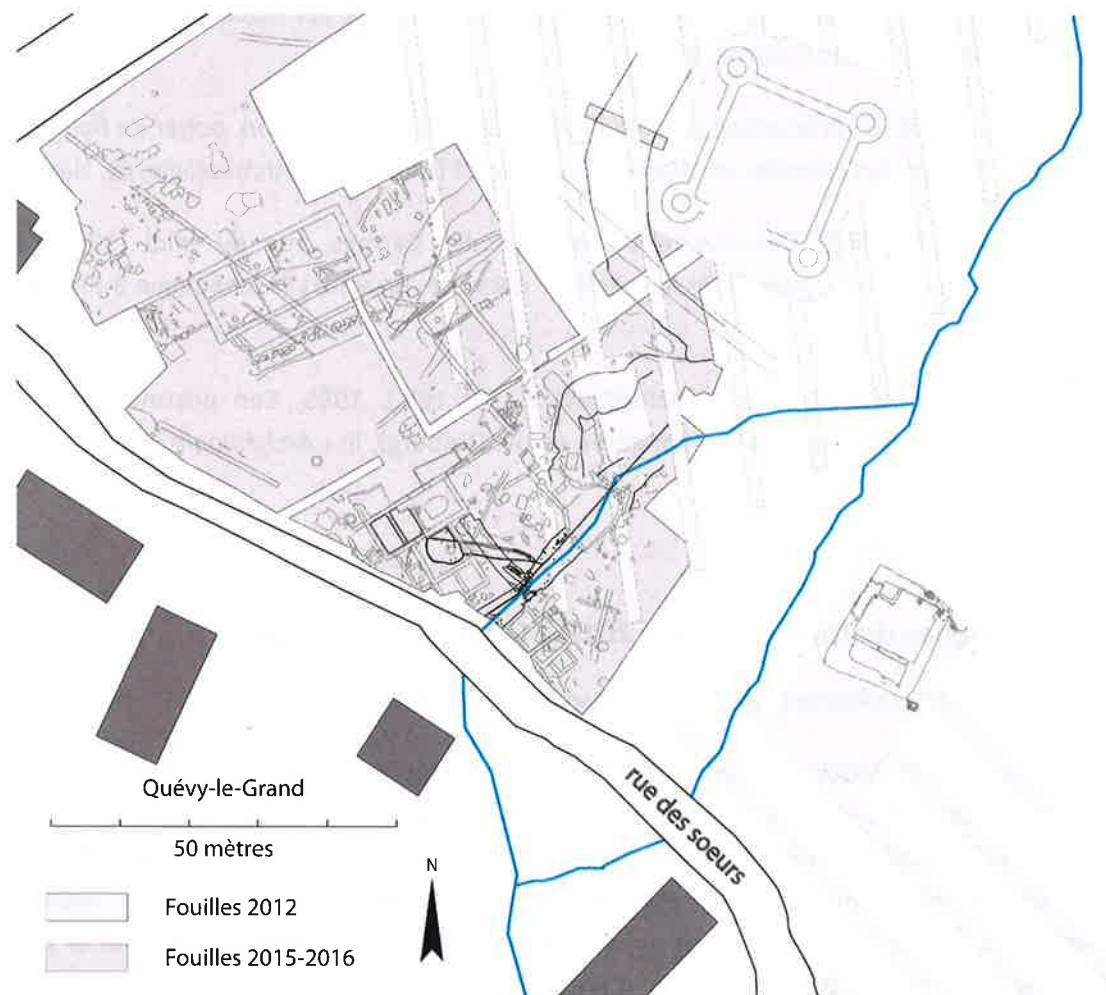 rue des soeurs
Quévy-le-Grand
50 mètres
N
Fouilles 2012
Fouilles 2015-2016